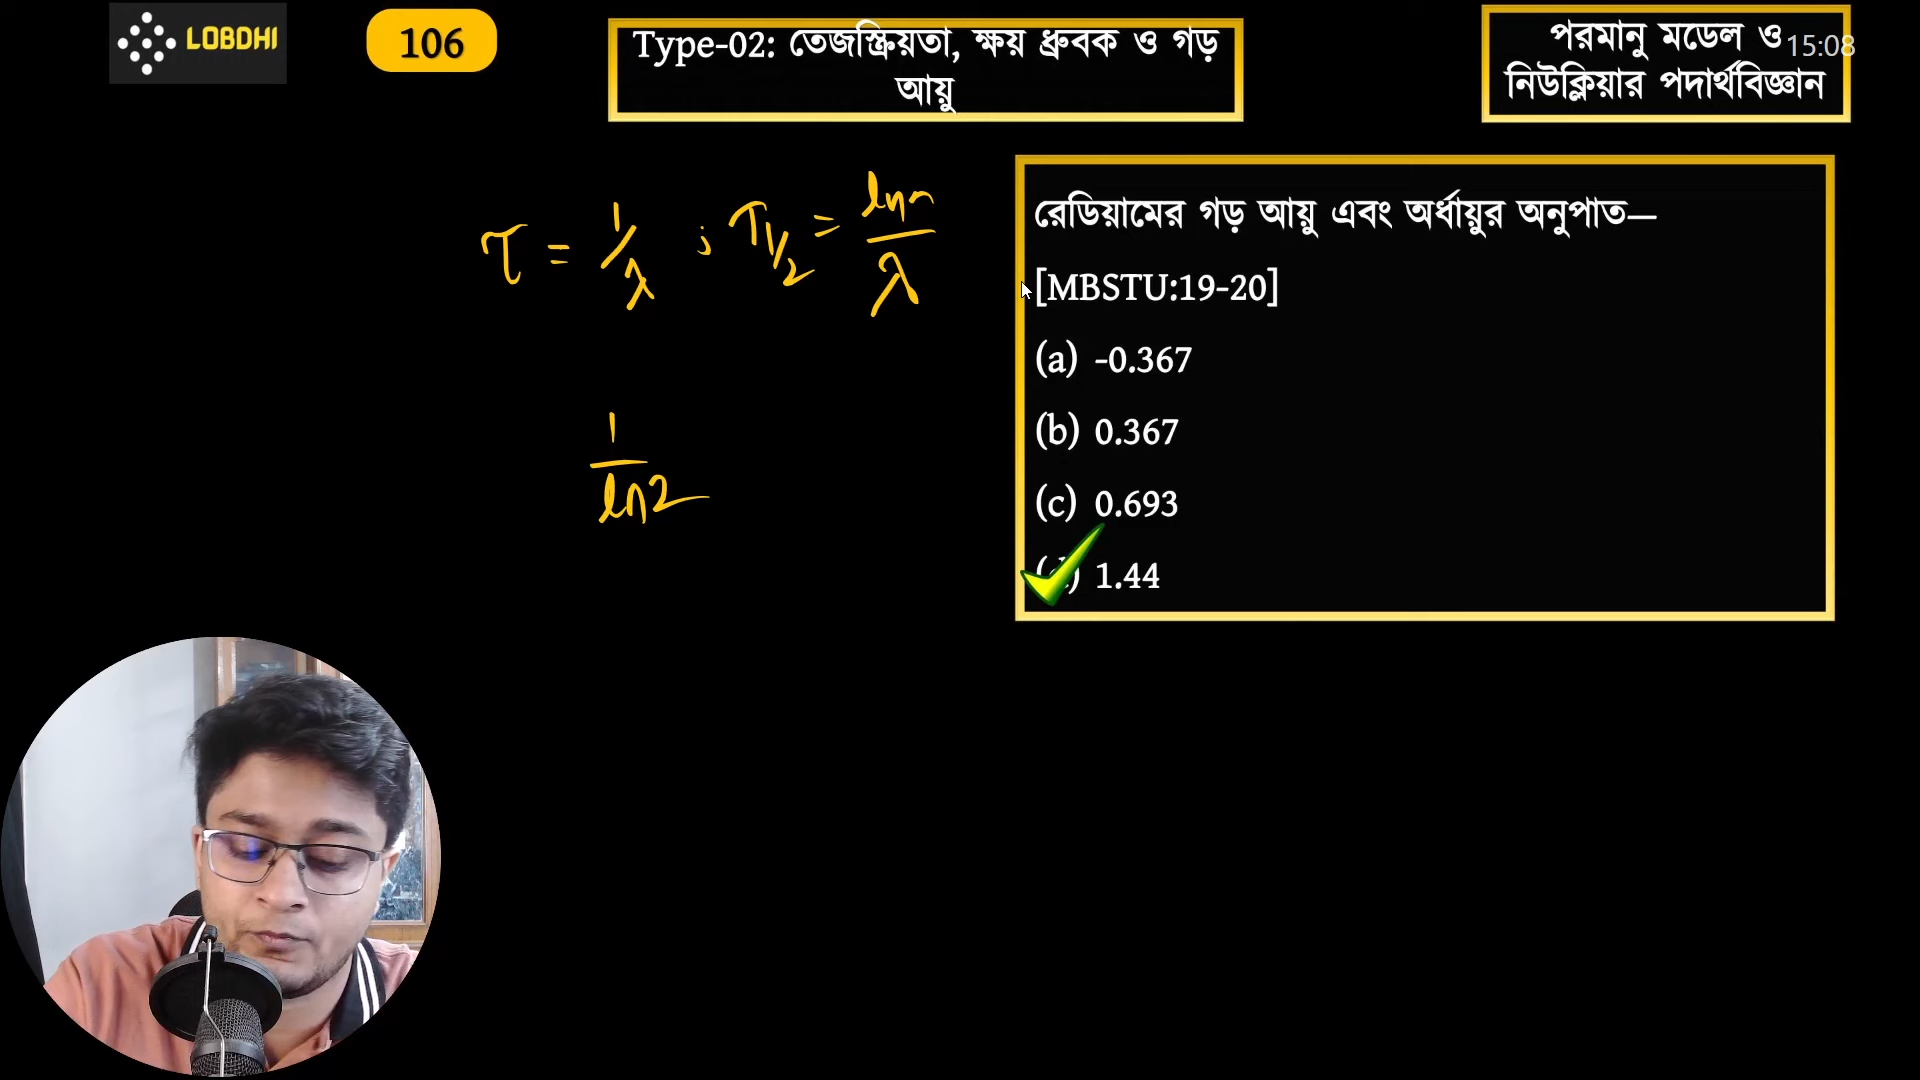 LOBDHI
106
Type-02: তেজস্ক্রিয়তা, ক্ষয় ধ্রুবক ও গড়
আয়ু
পরমানু মডেল ও
নিউক্লিয়ার পদার্থবিজ্ঞান
15:08
τ = 1/λ ; T1/2 = ln2/λ
1/ln2
রেডিয়ামের গড় আয়ু এবং অর্ধায়ুর অনুপাত—
[MBSTU:19-20]
(a) -0.367
(b) 0.367
(c) 0.693
(d) 1.44